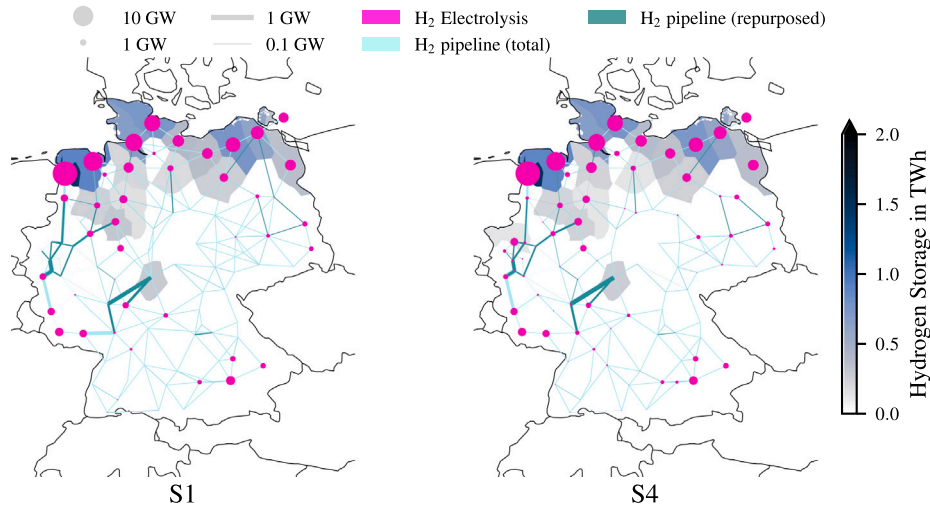 10 GW 1 GW H₂ Electrolysis H₂ pipeline (repurposed)
1 GW 0.1 GW H₂ pipeline (total)
2.0
1.5
1.0
0.5
0.0
Hydrogen Storage in TWh
S1 S4